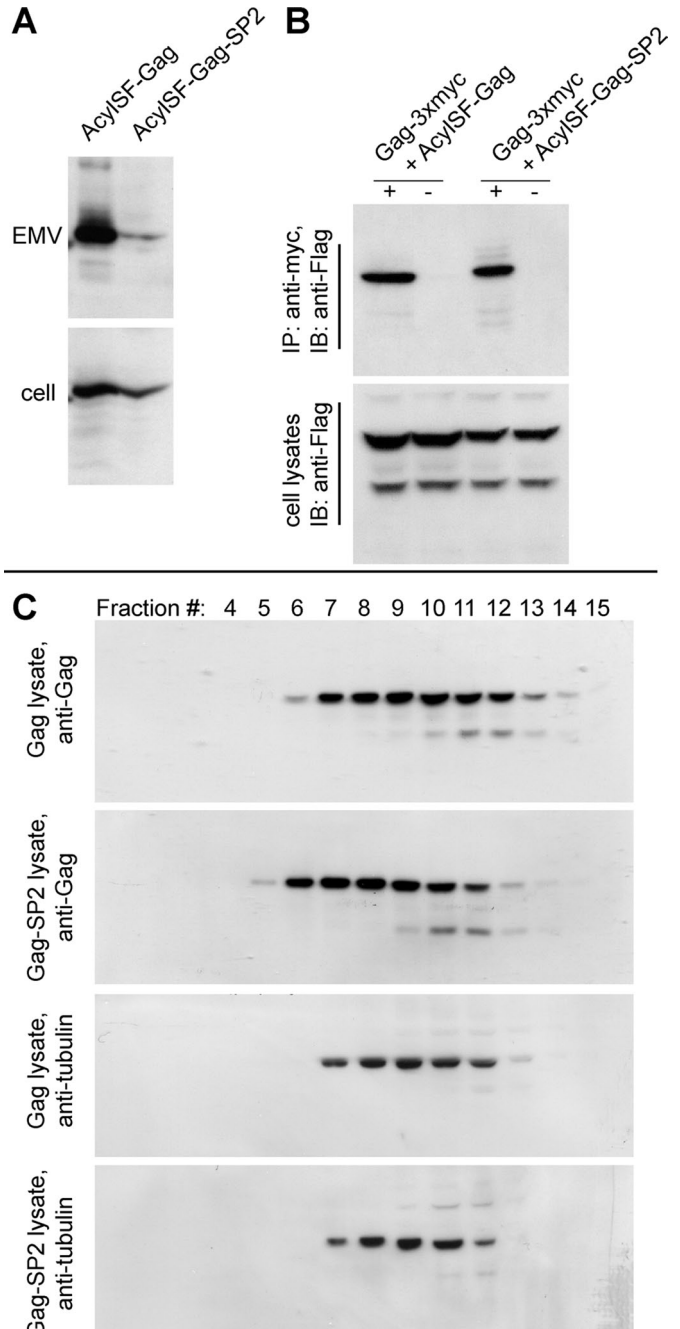 A
AcylSF-Gag
AcylSF-Gag-SP2
EMV
cell
B
Gag-3xmyc
+ AcylSF-Gag
Gag-3xmyc
+ AcylSF-Gag-SP2
+ - + -
IP: anti-myc,
IB: anti-Flag
cell lysates
IB: anti-Flag
C
Fraction #: 4 5 6 7 8 9 10 11 12 13 14 15
Gag lysate,
anti-Gag
Gag-SP2 lysate,
anti-Gag
Gag lysate,
anti-tubulin
Gag-SP2 lysate,
anti-tubulin